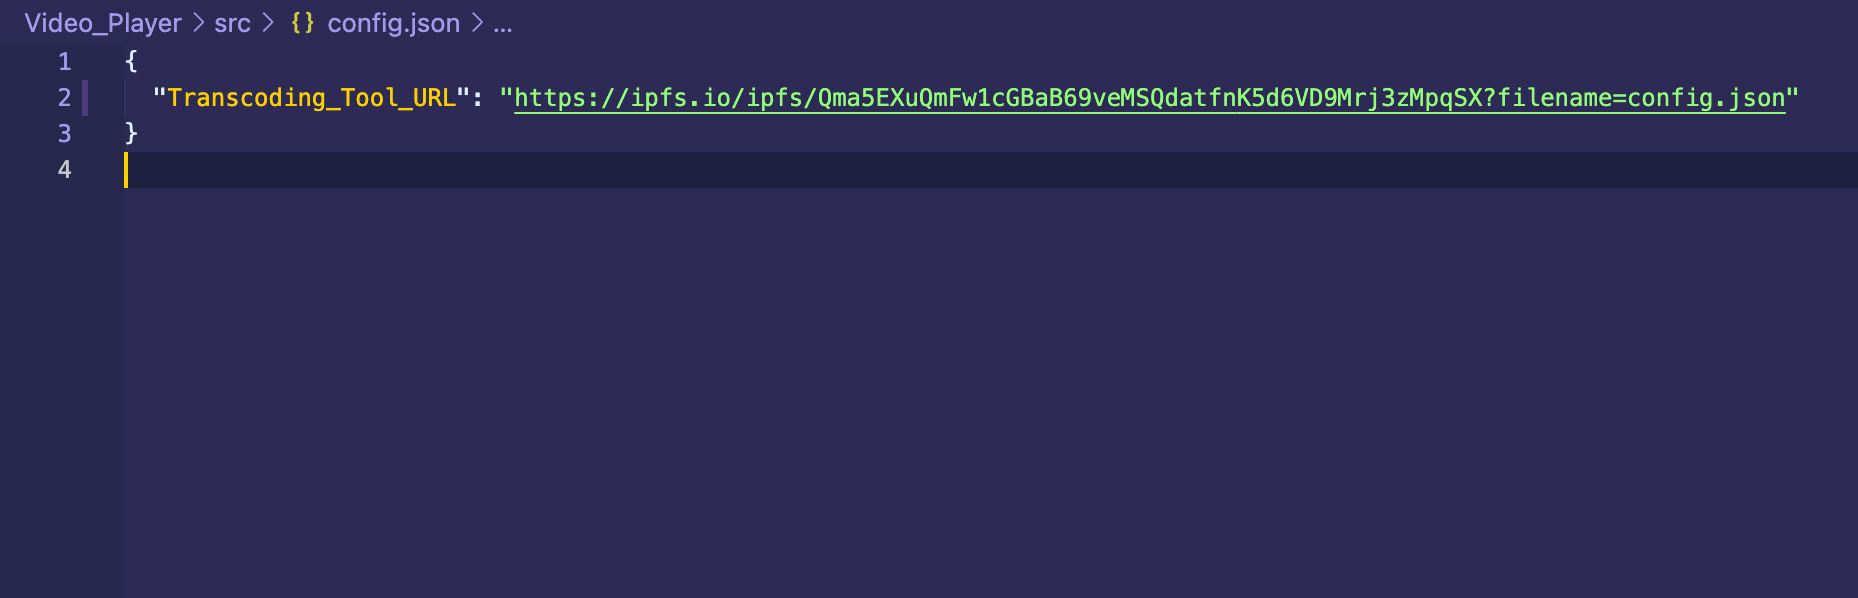 Video_Player > src > {} config.json > ...
1 {
2 "Transcoding_Tool_URL": "https://ipfs.io/ipfs/Qma5EXuQmFw1cGBaB69veMSQdatfnK5d6VD9Mrj3zMpqSX?filename=config.json"
3 }
4